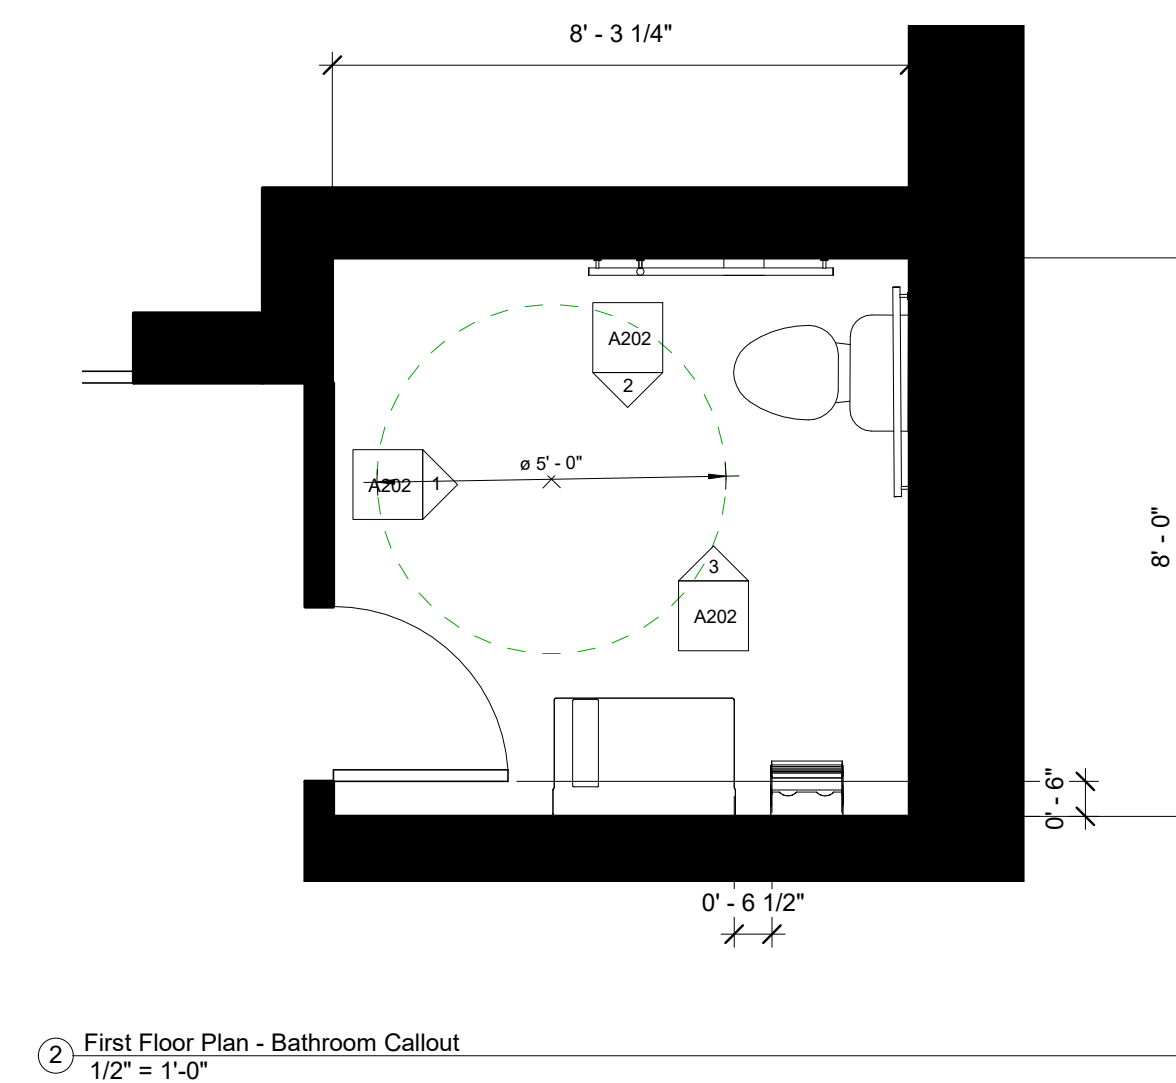 8' - 3 1/4"
A202
2
ø 5' - 0"
A202
1
8' - 0"
3
A202
0' - 6"
0' - 6 1/2"
2
First Floor Plan - Bathroom Callout
1/2" = 1'-0"